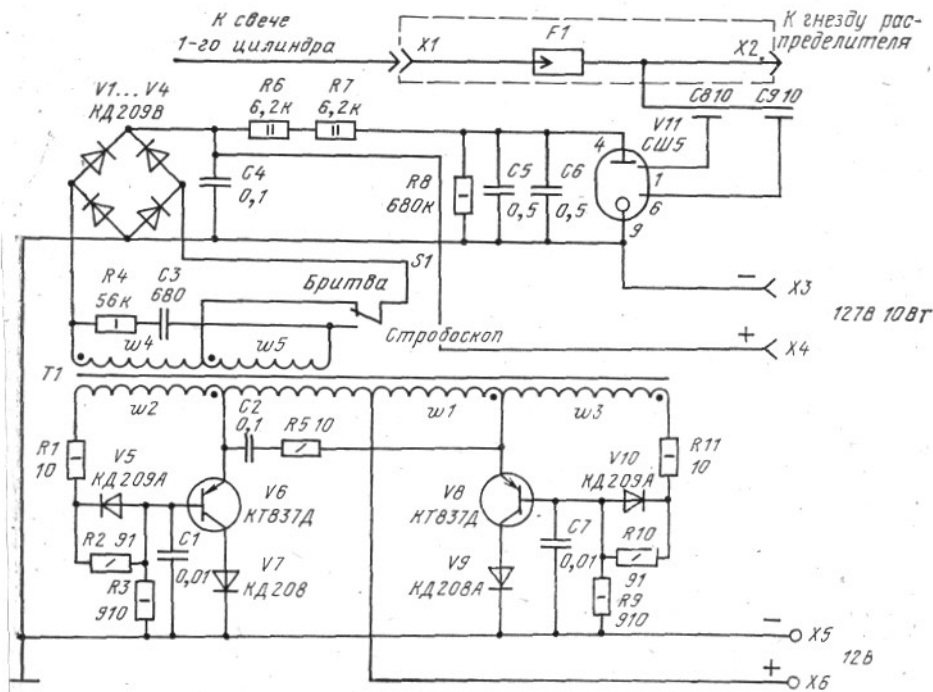 К свече
1-го цилиндра
X1
F1
X2
К гнезду рас-
пределителя
V1...V4
КД209В
R6
6,2к
R7
6,2к
C8 10
C9 10
V11
СШ5
4
1
6
9
C4
0,1
R8
680к
C5
0,5
C6
0,5
S1
Бритва
Стробоскоп
R4
56к
C3
680
−
X3
127В 10Вт
+
X4
w4
w5
T1
w2
w1
w3
C2
0,1
R5 10
R1
10
V5
КД209А
V6
КТ837Д
V8
КТ837Д
V10
КД209А
R11
10
R2 91
C1
0,01
R3
910
V7
КД208
V9
КД208А
C7
0,01
R10
91
R9
910
−
X5
12В
+
X6